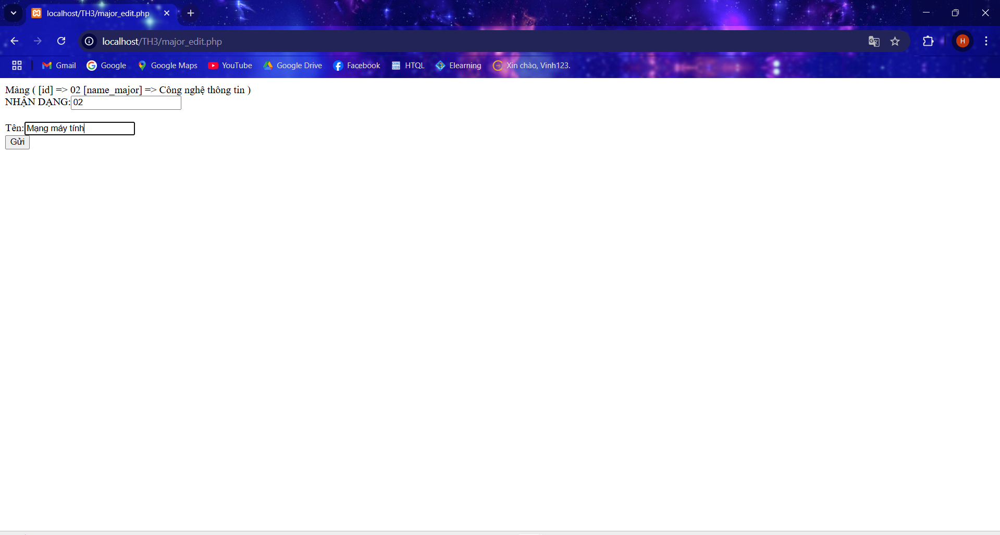 localhost/TH3/major_edit.php
localhost/TH3/major_edit.php
H
Gmail Google Google Maps YouTube Google Drive Facebook HTQL Elearning Xin chào, Vinh123.
Mảng ( [id] => 02 [name_major] => Công nghệ thông tin )
NHẬN DẠNG: 02
Tên: Mạng máy tính
Gửi